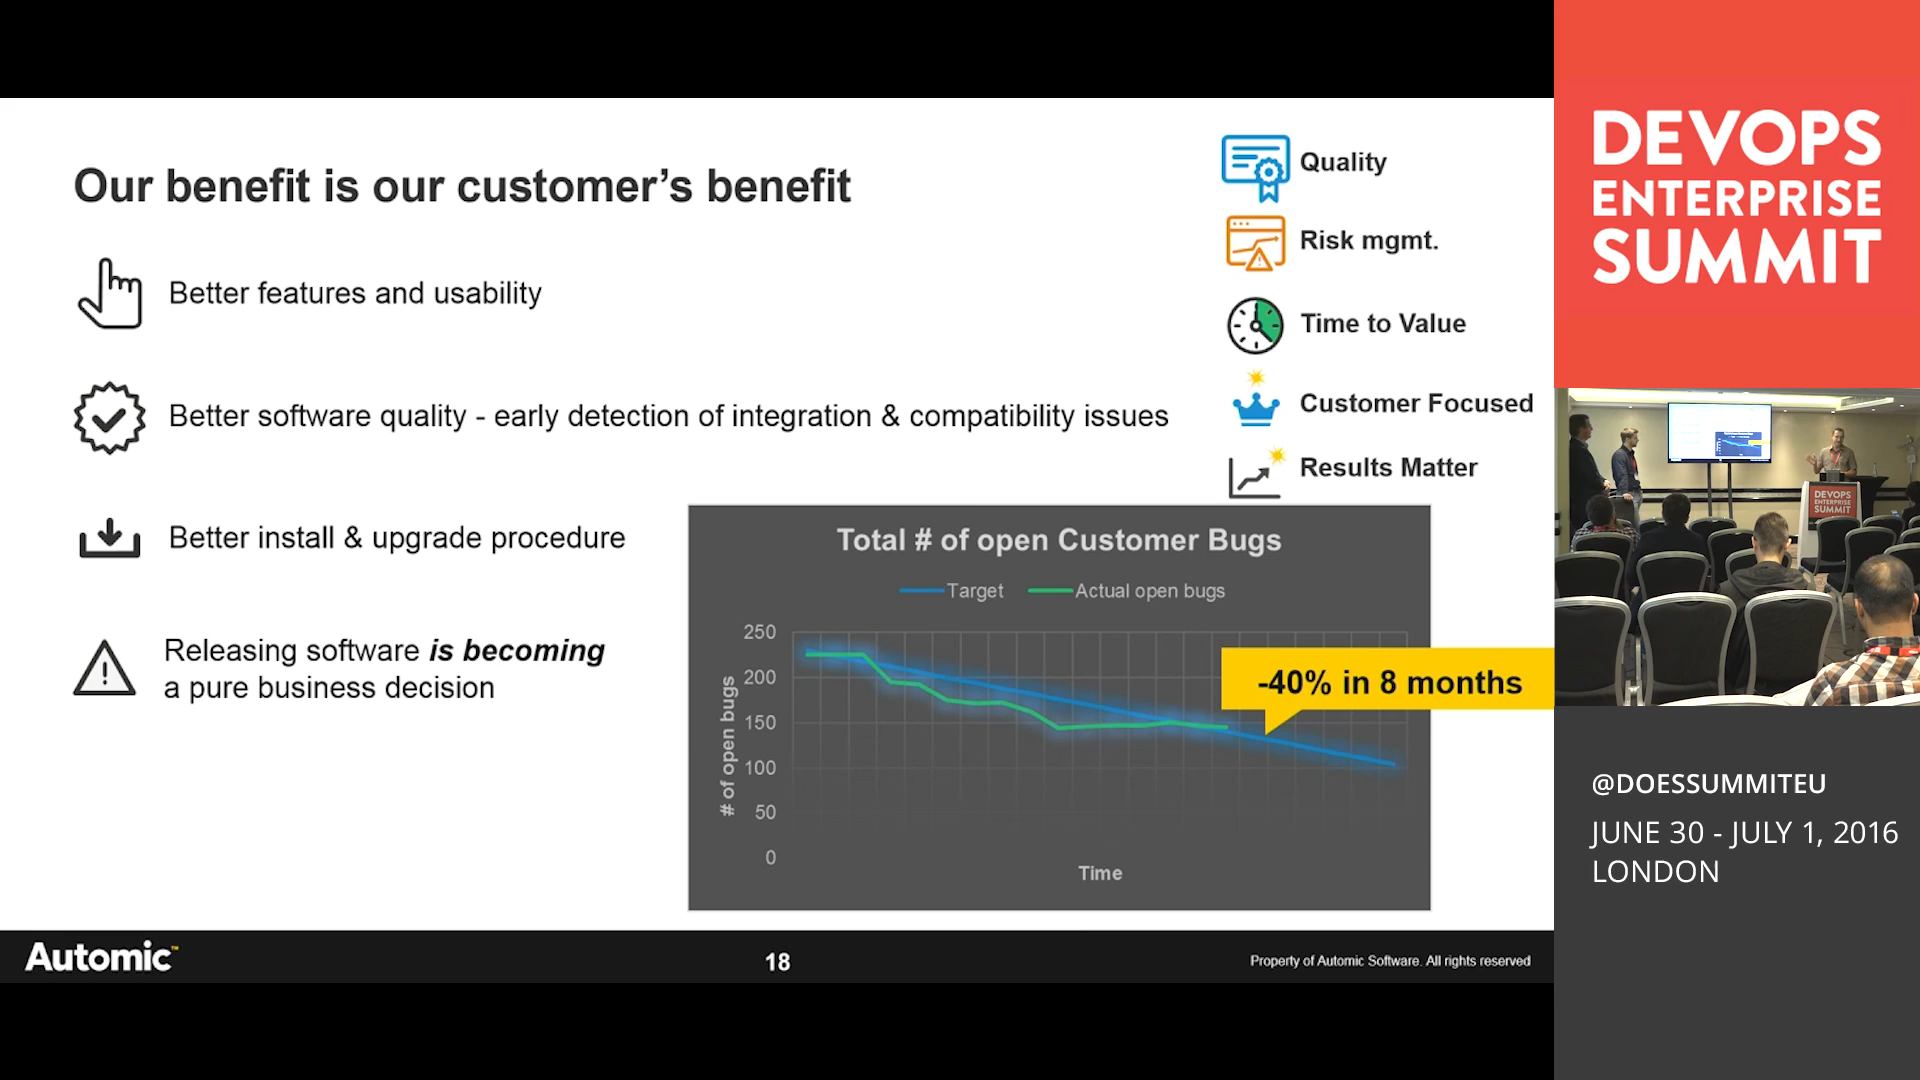 Our benefit is our customer’s benefit
Better features and usability
Better software quality - early detection of integration & compatibility issues
Better install & upgrade procedure
Releasing software is becoming
a pure business decision
Quality
Risk mgmt.
Time to Value
Customer Focused
Results Matter
Total # of open Customer Bugs
Target
Actual open bugs
# of open bugs
250
200
150
100
50
0
Time
-40% in 8 months
Automic™
18
Property of Automic Software. All rights reserved
DEVOPS
ENTERPRISE
SUMMIT
DEVOPS
ENTERPRISE
SUMMIT
@DOESSUMMITEU
JUNE 30 - JULY 1, 2016
LONDON